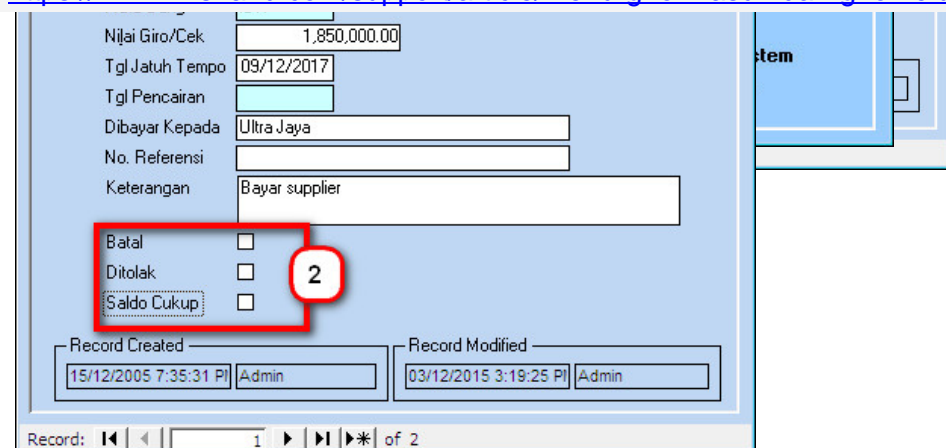 Nilai Giro/Cek 1,850,000.00
Tgl Jatuh Tempo 09/12/2017
stem
Tgl Pencairan
Dibayar Kepada Ultra Jaya
No. Referensi
Keterangan Bayar supplier
Batal
Ditolak 2
Saldo Cukup
Record Created Record Modified
15/12/2005 7:35:31 PM Admin 03/12/2015 3:19:25 PM Admin
Record: 1 of 2